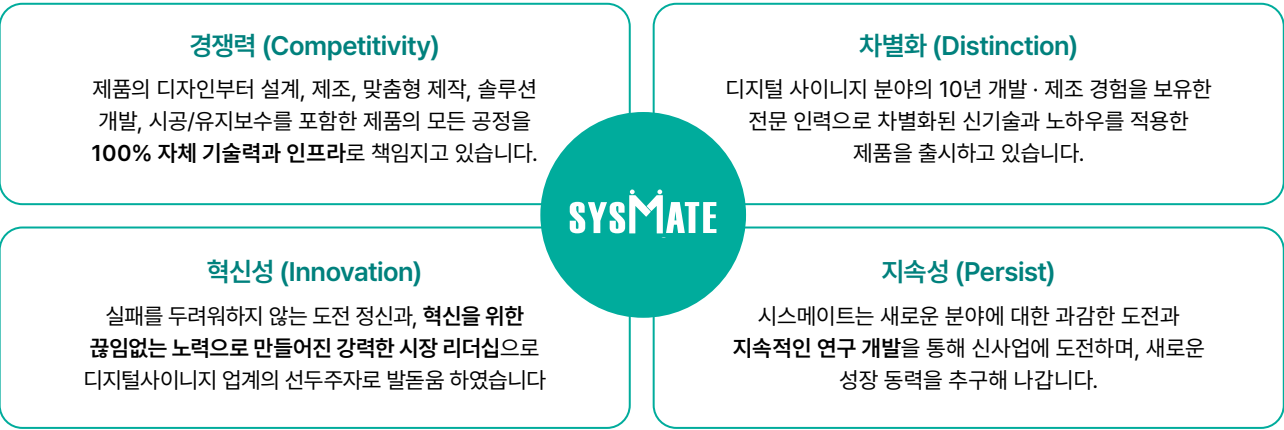 경쟁력 (Competitivity)
제품의 디자인부터 설계, 제조, 맞춤형 제작, 솔루션
개발, 시공/유지보수를 포함한 제품의 모든 공정을
100% 자체 기술력과 인프라로 책임지고 있습니다.
차별화 (Distinction)
디지털 사이니지 분야의 10년 개발 · 제조 경험을 보유한
전문 인력으로 차별화된 신기술과 노하우를 적용한
제품을 출시하고 있습니다.
SYSMATE
혁신성 (Innovation)
실패를 두려워하지 않는 도전 정신과, 혁신을 위한
끊임없는 노력으로 만들어진 강력한 시장 리더십으로
디지털사이니지 업계의 선두주자로 발돋움 하였습니다
지속성 (Persist)
시스메이트는 새로운 분야에 대한 과감한 도전과
지속적인 연구 개발을 통해 신사업에 도전하며, 새로운
성장 동력을 추구해 나갑니다.